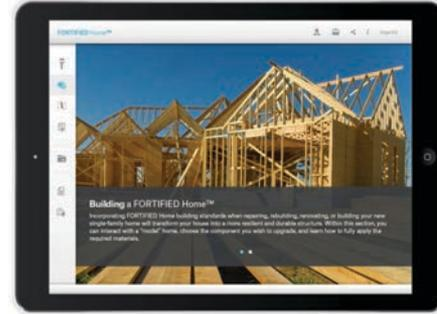 FORTIFIED Home™
Building a FORTIFIED Home™
Incorporating FORTIFIED Home building standards when repairing, rebuilding, renovating, or building your new
single-family home will transform your house into a more resilient and durable structure. Within this section, you
can interact with a "model" home, choose the component you wish to upgrade, and learn how to fully apply the
required materials.